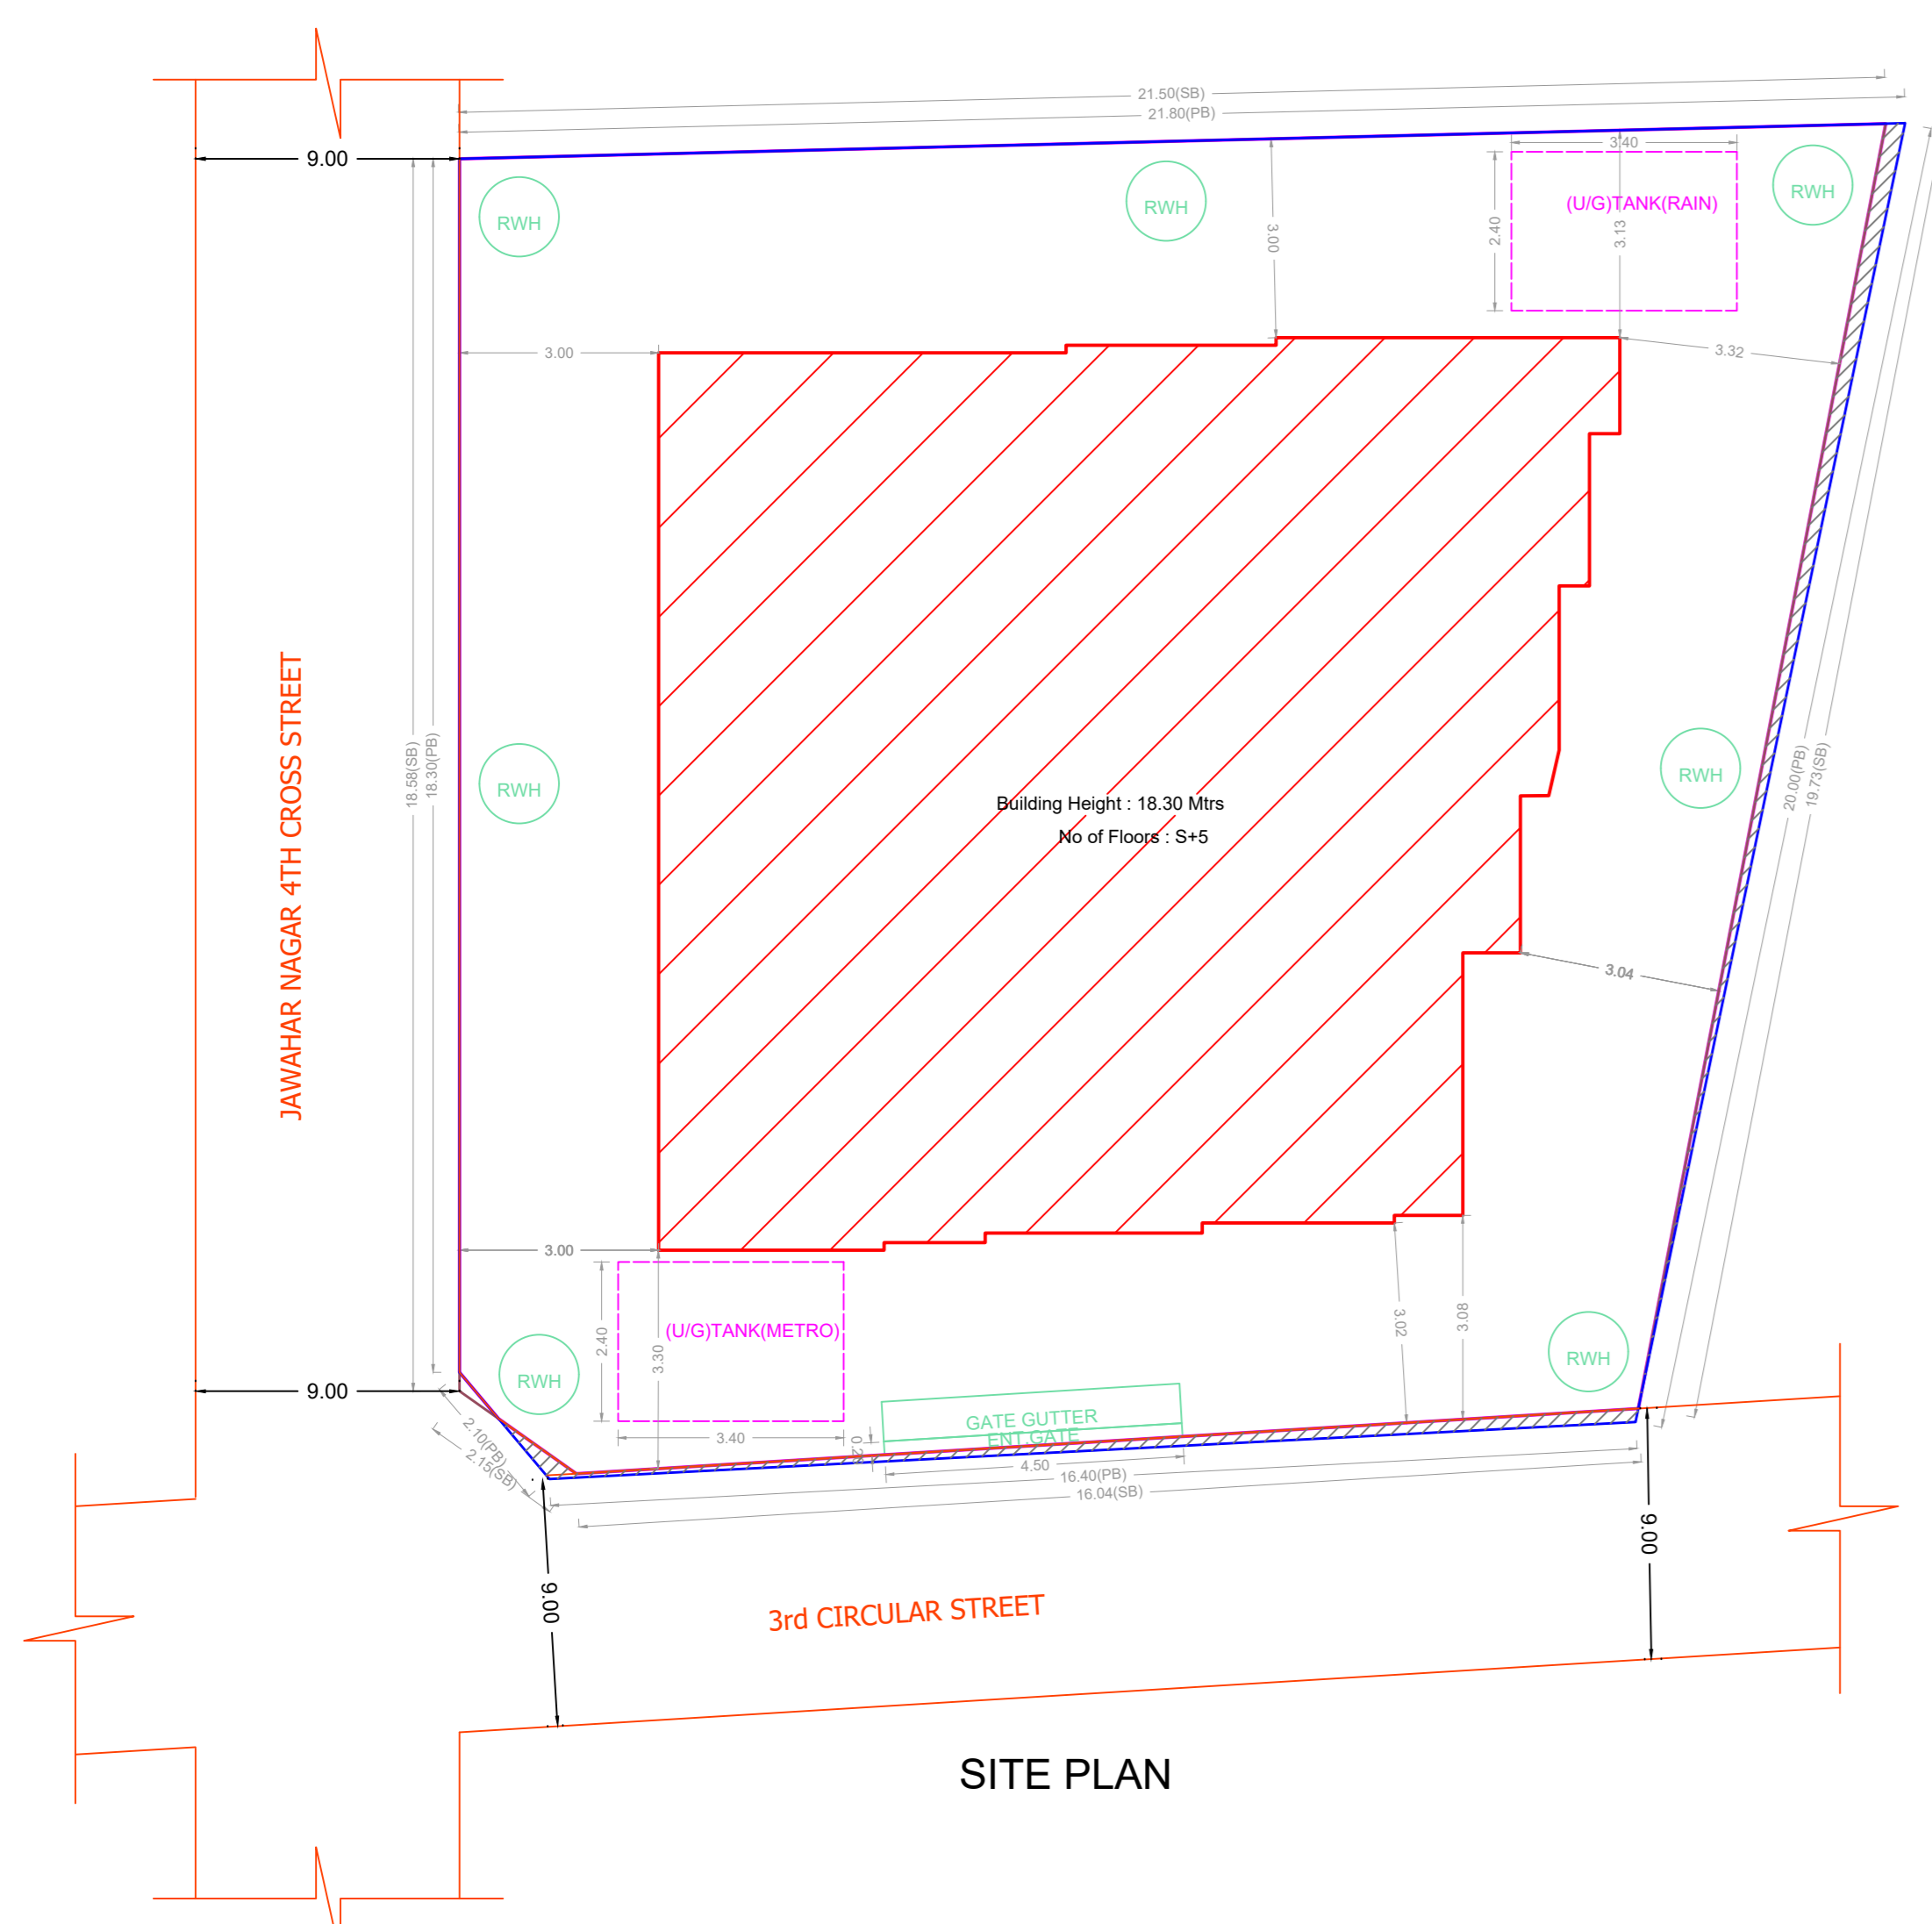 21.50(SB)
21.80(PB)
9.00
3.40
RWH
RWH
(U/G)TANK(RAIN)
RWH
2.40
3.13
3.00
3.00
3.32
JAWAHAR NAGAR 4TH CROSS STREET
18.58(SB)
18.30(PB)
RWH
Building Height : 18.30 Mtrs
No of Floors : S+5
RWH
20.00(PB)
19.73(SB)
3.04
3.00
(U/G)TANK(METRO)
2.40
3.30
3.02
3.08
RWH
RWH
9.00
2.10(PB)
2.15(SB)
3.40
GATE GUTTER
ENT GATE
4.50
16.40(PB)
16.04(SB)
9.00
9.00
3rd CIRCULAR STREET
SITE PLAN